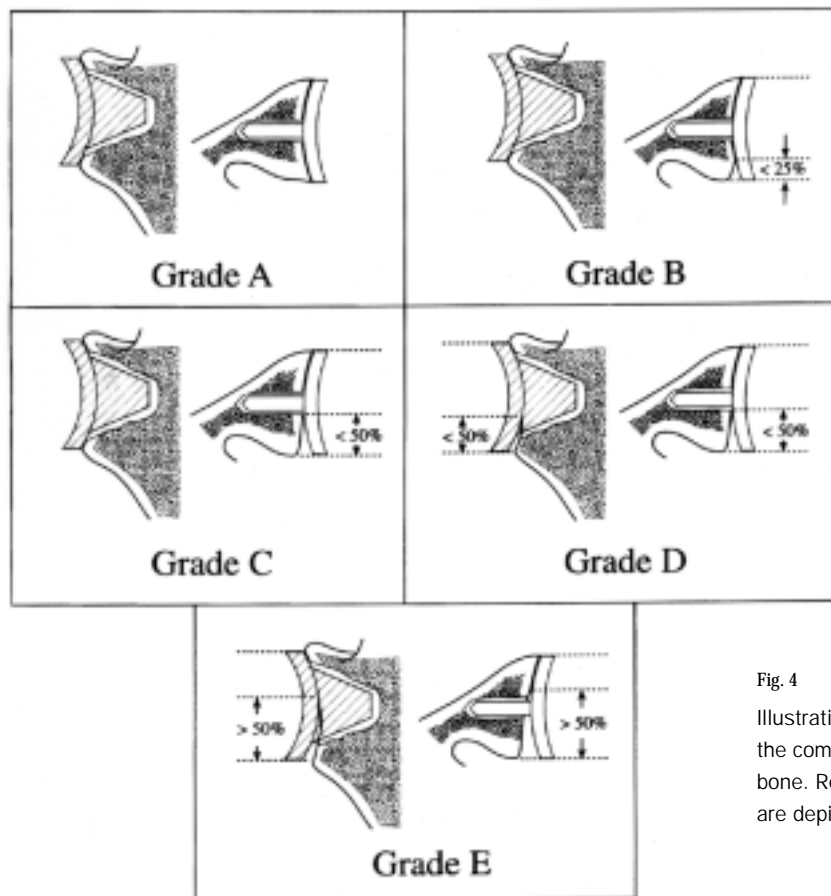 < 25%
Grade A
Grade B
< 50%
< 50%
< 50%
Grade C
Grade D
> 50%
> 50%
Grade E
Fig. 4
Illustrati
the com
bone. R
are depi